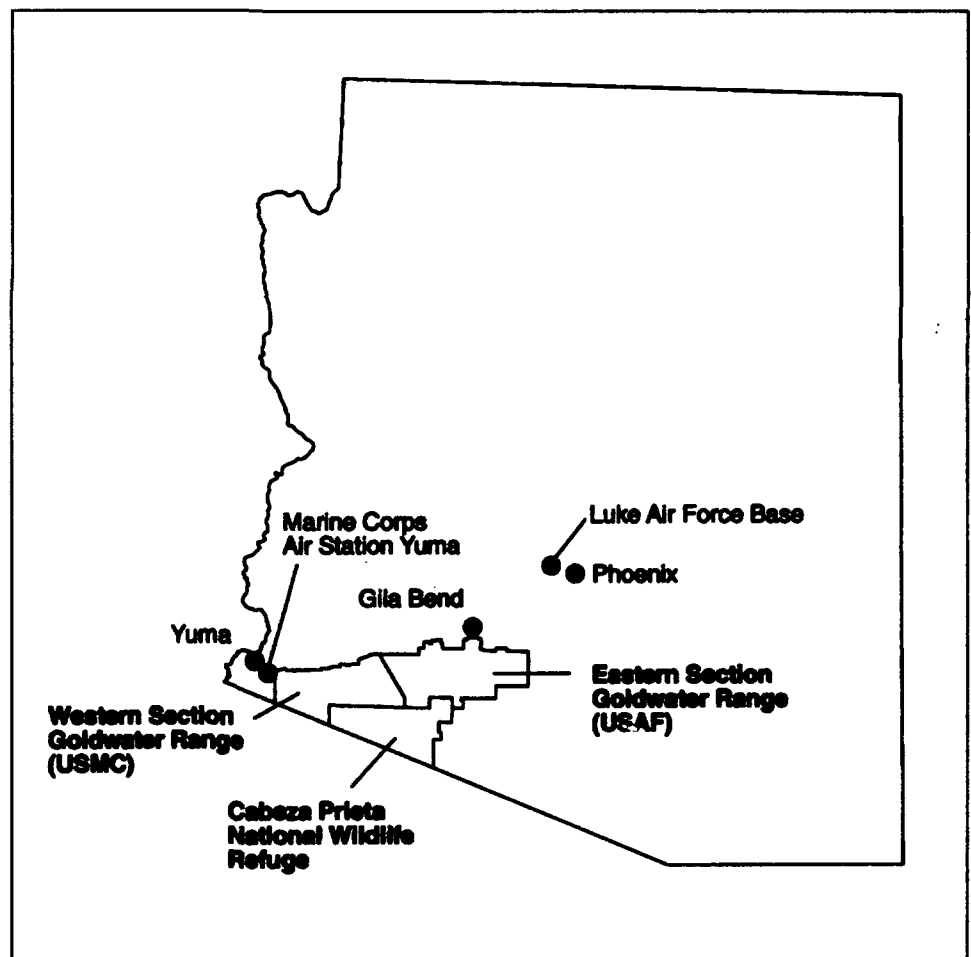 Marine Corps
Air Station Yuma
Luke Air Force Base
Phoenix
Gila Bend
Yuma
Eastern Section
Goldwater Range
(USAF)
Western Section
Goldwater Range
(USMC)
Cabeza Prieta
National Wildlife
Refuge